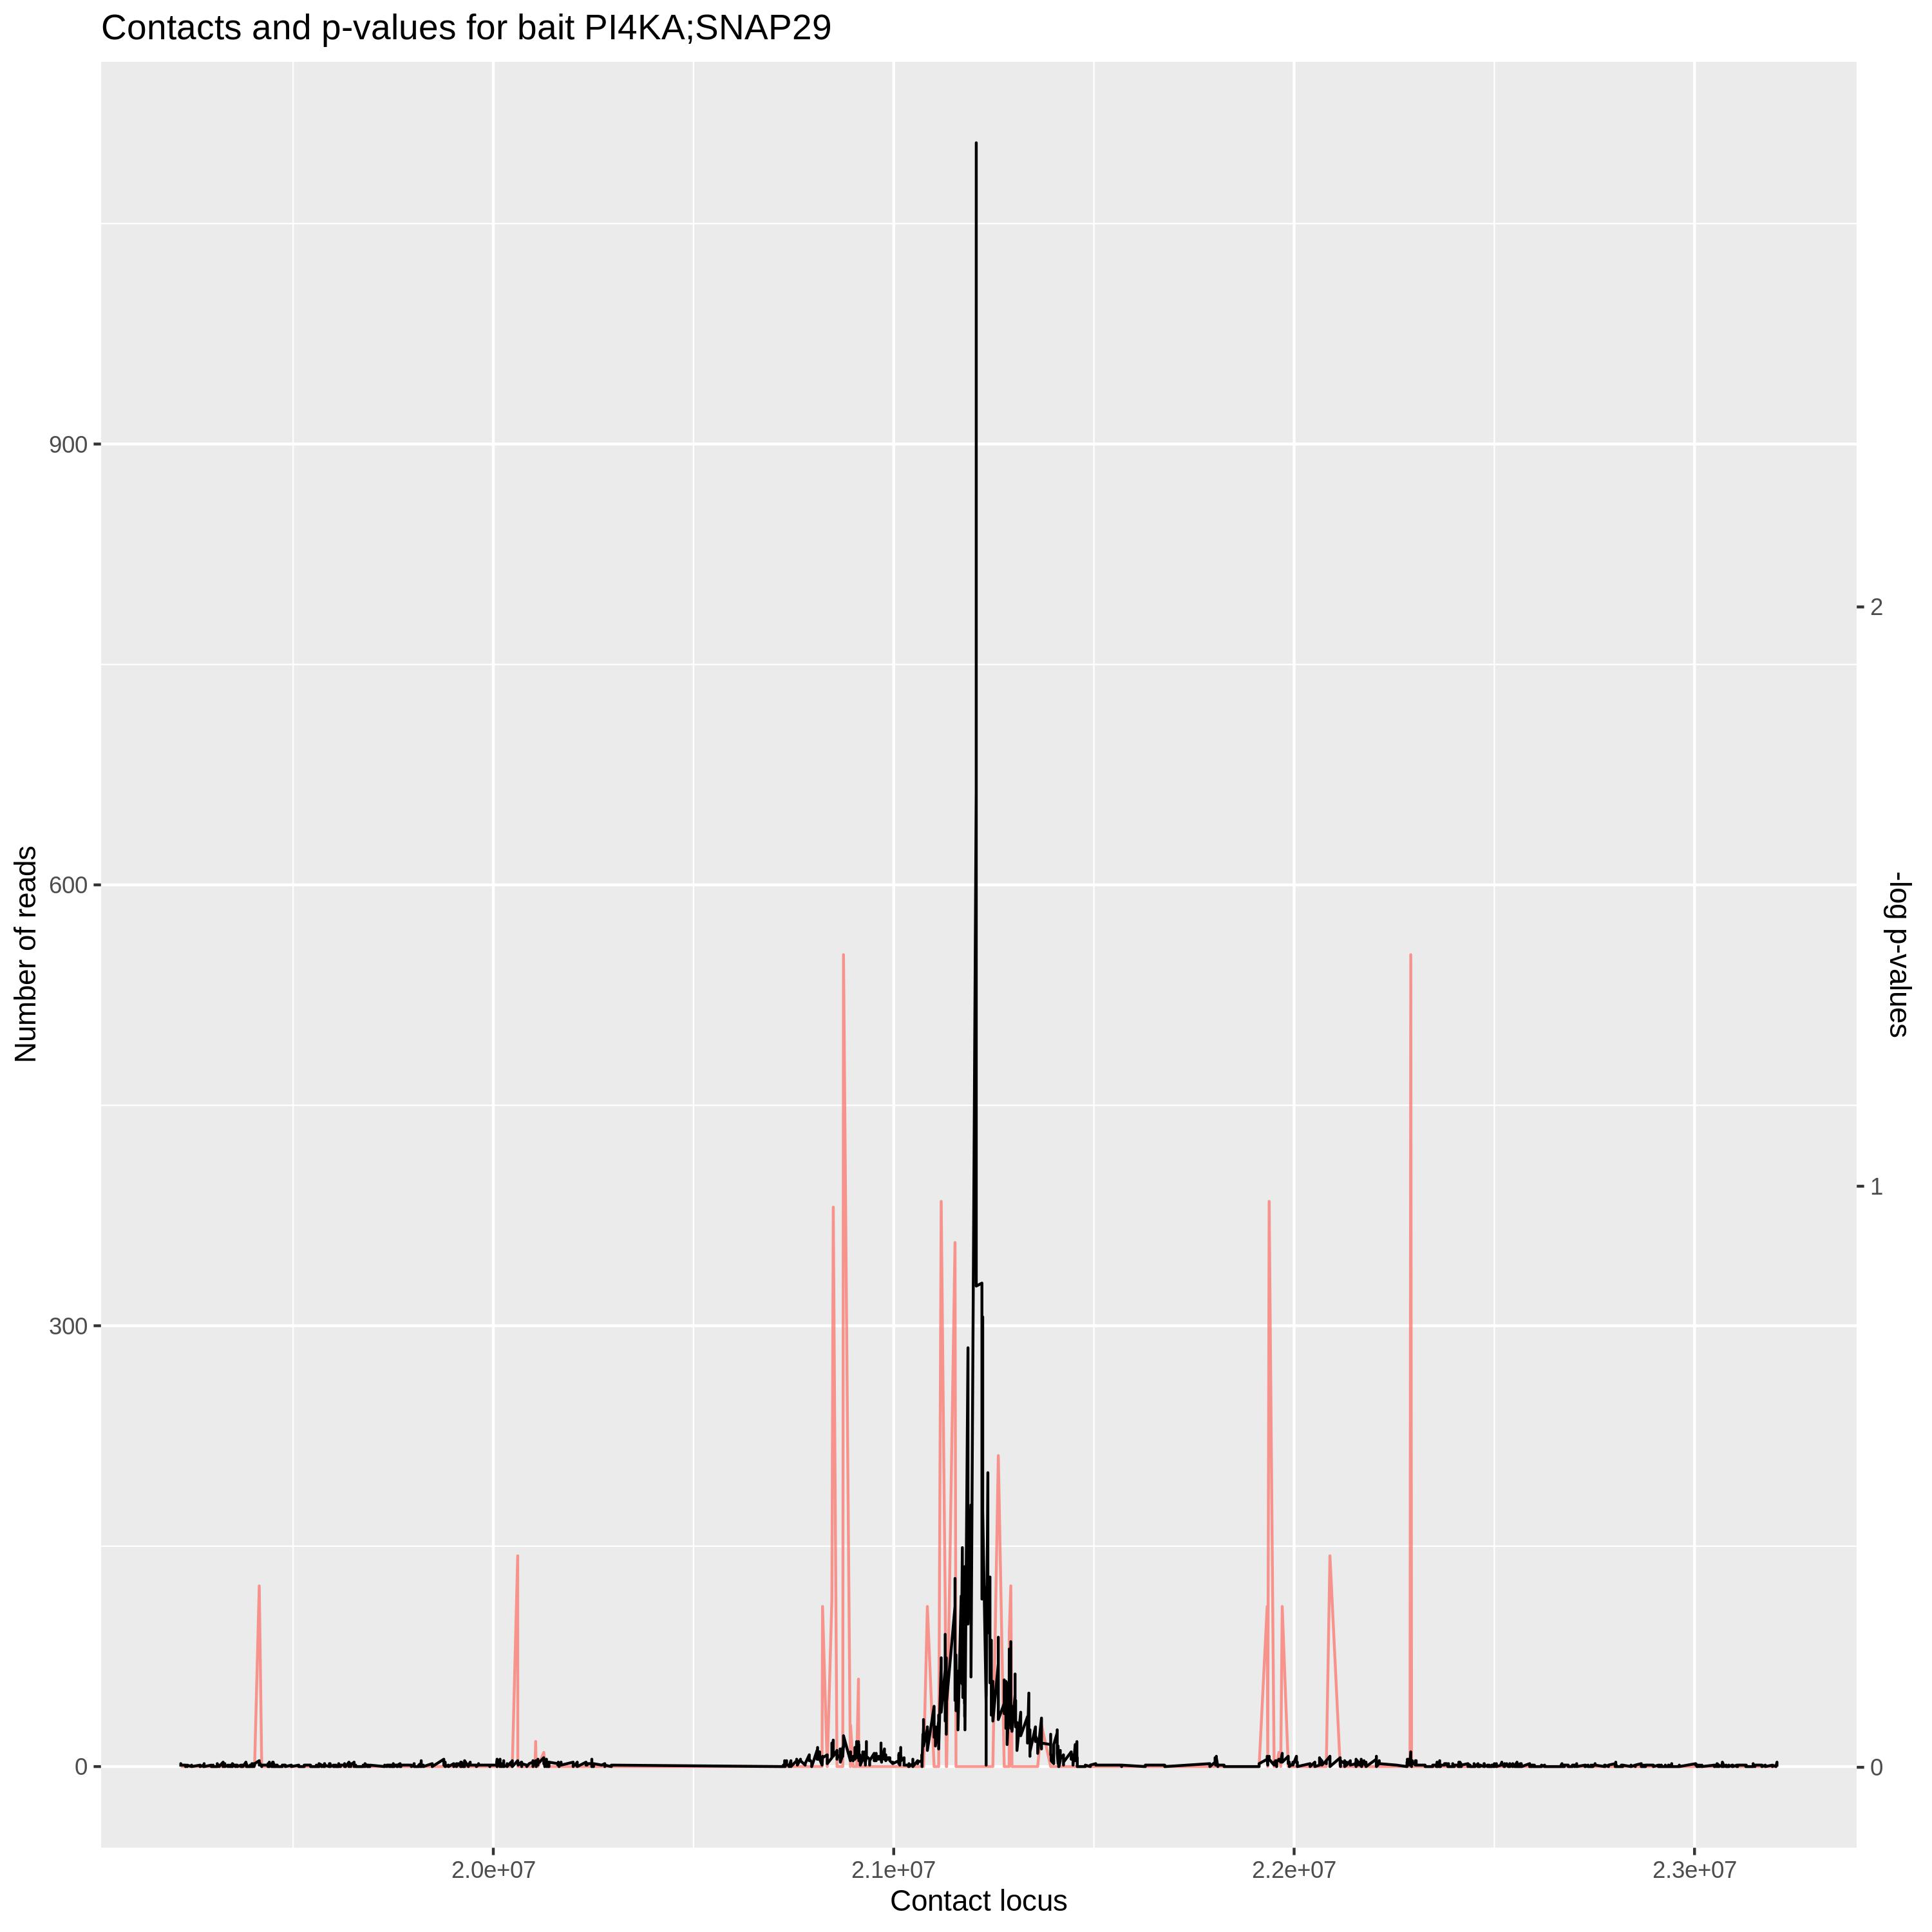 Contacts and p-values for bait PI4KA;SNAP29
Number of reads
900
600
300
0
2
1
0
-log p-values
2.0e+07
2.1e+07
2.2e+07
2.3e+07
Contact locus